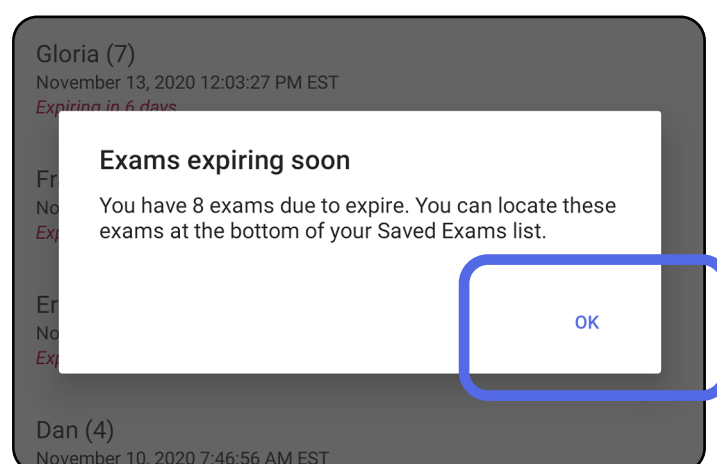 Gloria (7)
November 13, 2020 12:03:27 PM EST
Expiring in 6 days
Exams expiring soon
You have 8 exams due to expire. You can locate these
exams at the bottom of your Saved Exams list.
OK
Dan (4)
November 10, 2020 7:46:56 AM EST